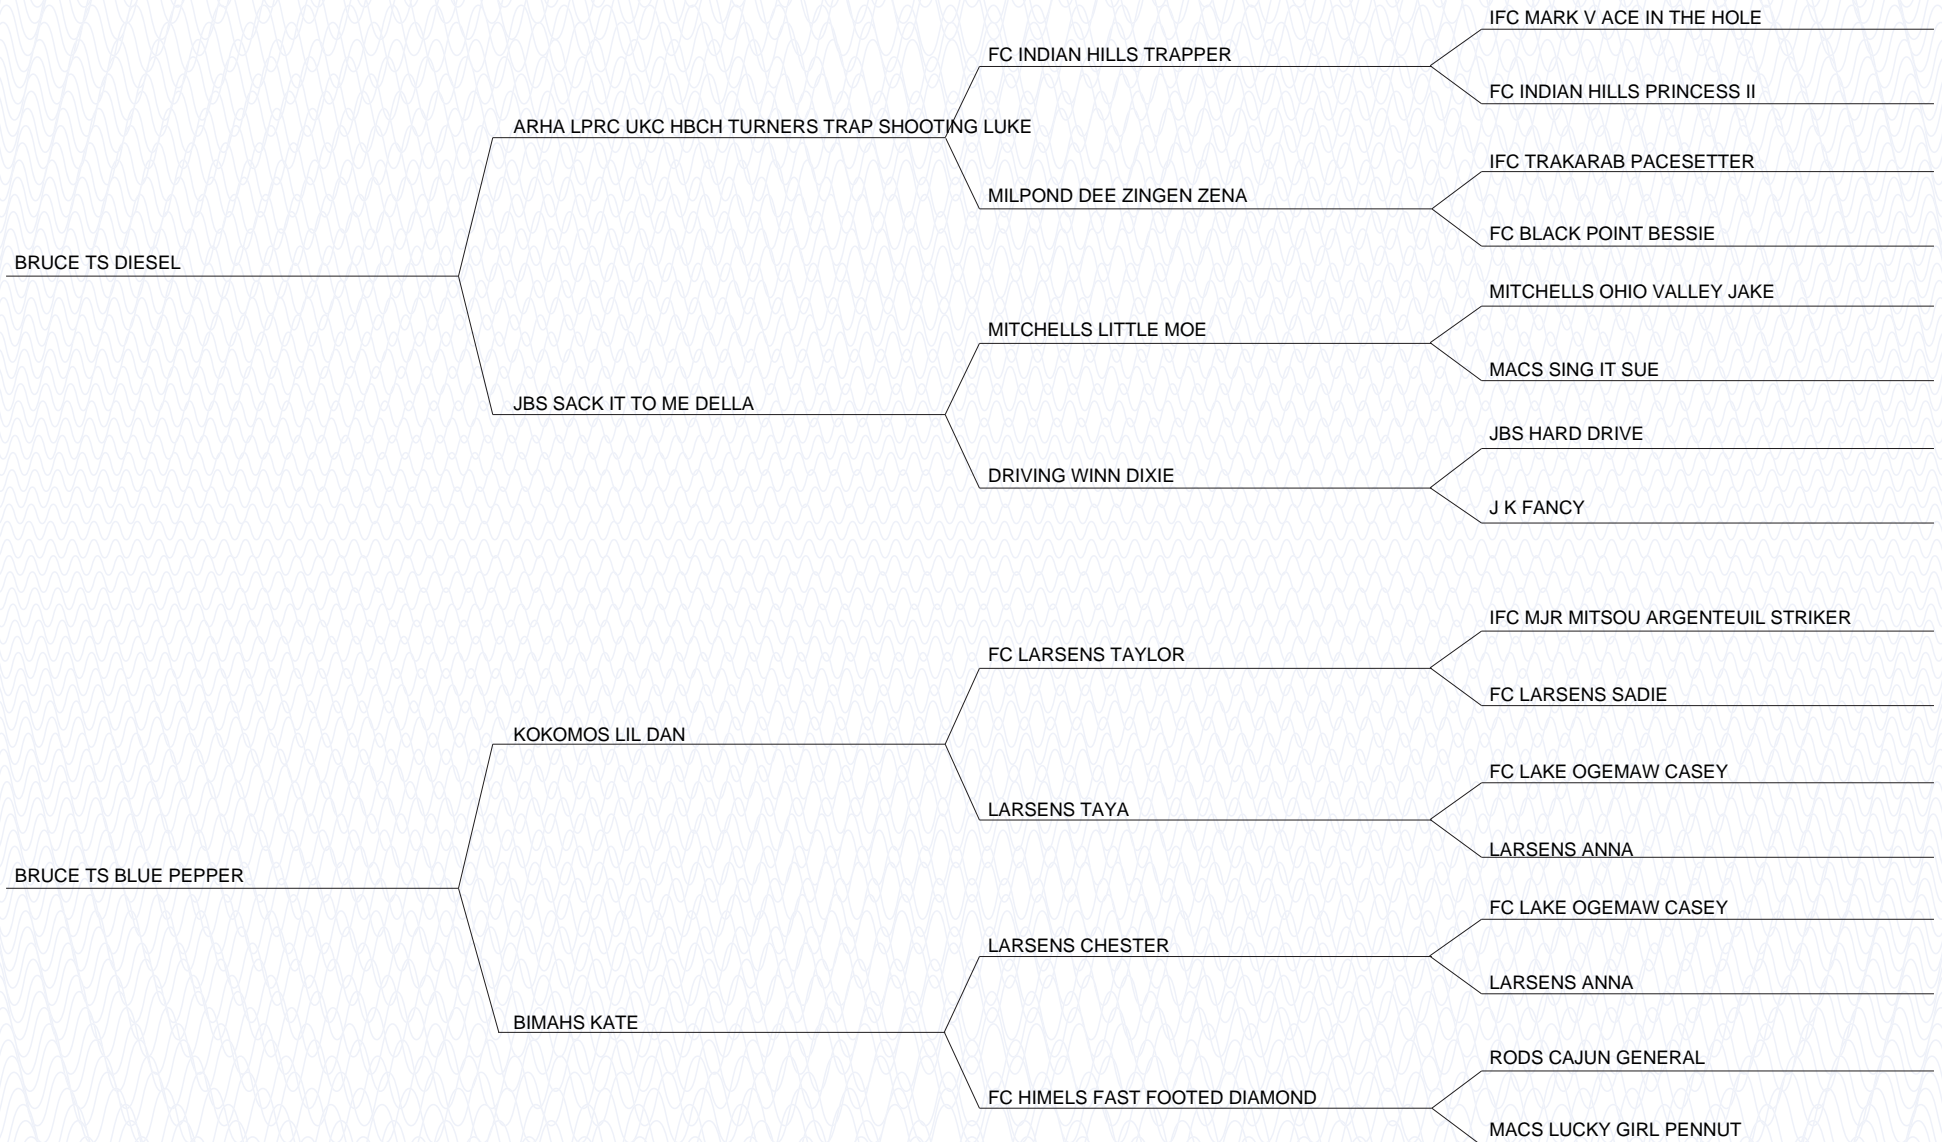 IFC MARK V ACE IN THE HOLE
FC INDIAN HILLS TRAPPER
FC INDIAN HILLS PRINCESS II
ARHA LPRC UKC HBCH TURNERS TRAP SHOOTING LUKE
IFC TRAKARAB PACESETTER
MILPOND DEE ZINGEN ZENA
FC BLACK POINT BESSIE
BRUCE TS DIESEL
MITCHELLS OHIO VALLEY JAKE
MITCHELLS LITTLE MOE
MACS SING IT SUE
JBS SACK IT TO ME DELLA
JBS HARD DRIVE
DRIVING WINN DIXIE
J K FANCY
IFC MJR MITSOU ARGENTEUIL STRIKER
FC LARSENS TAYLOR
FC LARSENS SADIE
KOKOMOS LIL DAN
FC LAKE OGEMAW CASEY
LARSENS TAYA
LARSENS ANNA
BRUCE TS BLUE PEPPER
FC LAKE OGEMAW CASEY
LARSENS CHESTER
LARSENS ANNA
BIMAHS KATE
RODS CAJUN GENERAL
FC HIMELS FAST FOOTED DIAMOND
MACS LUCKY GIRL PENNUT